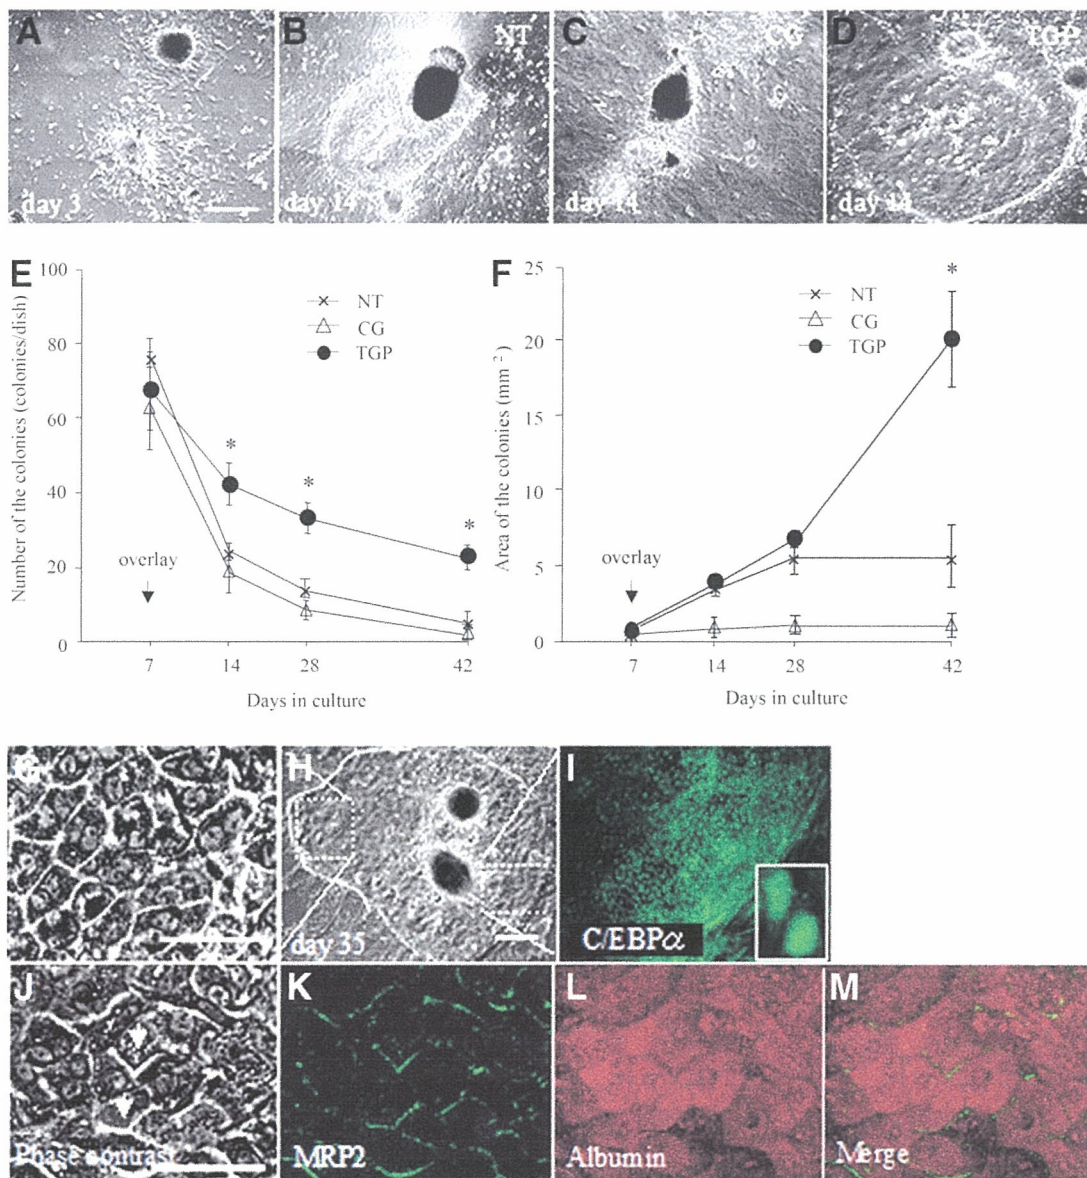 A
B
NT
C
CG
D
TGP
day 3
day 14
day 14
day 14
E
Number of the colonies (colonies/dish)
100
80
60
40
20
0
NT
CG
TGP
*
*
*
overlay
7
14
28
42
Days in culture
F
Area of the colonies (mm 2 )
25
20
15
10
5
0
NT
CG
TGP
*
overlay
7
14
28
42
Days in culture
G
H
day 35
I
C/EBPα
J
Phase contrast
K
MRP2
L
Albumin
M
Merge